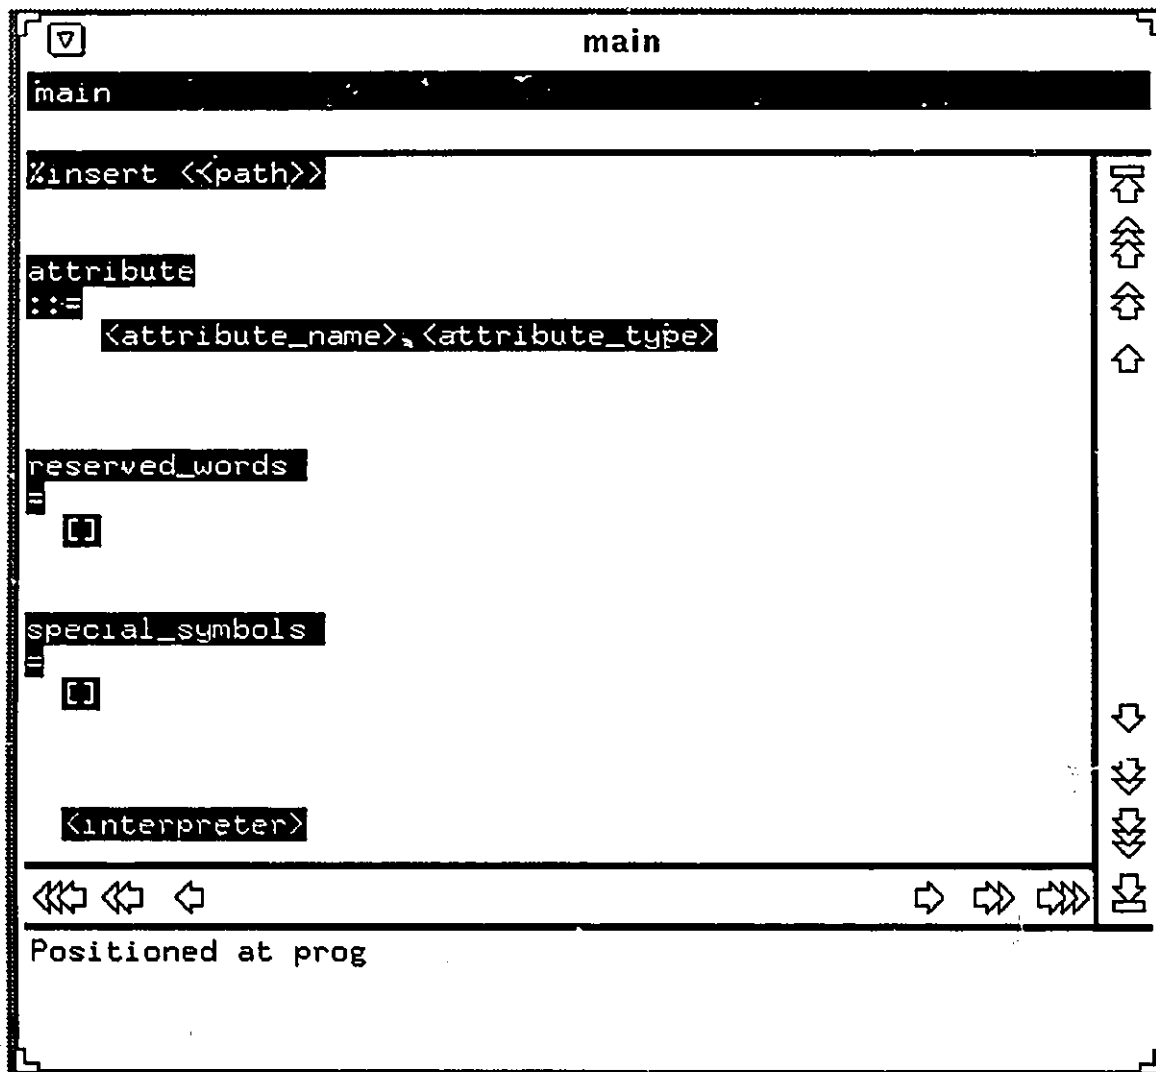 main
main
%insert <<path>>
attribute
::=
<attribute_name>,<attribute_type>
reserved_words
=
[]
special_symbols
=
[]
<interpreter>
Positioned at prog